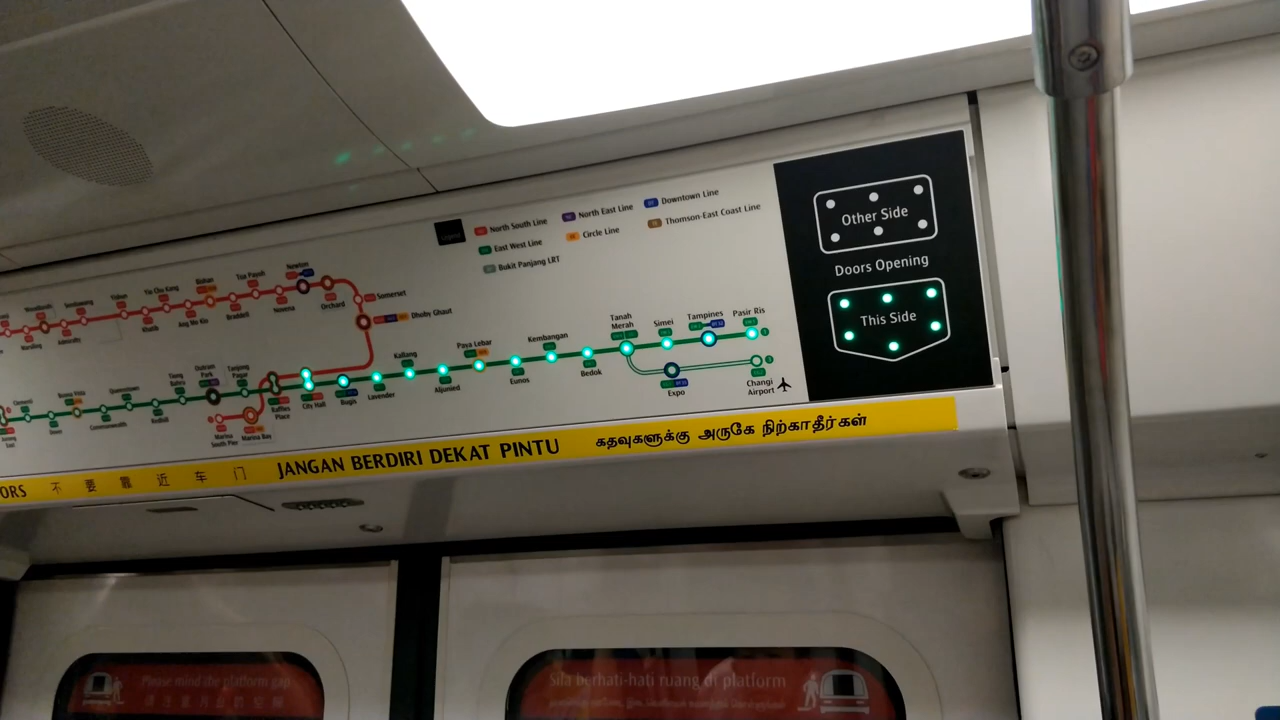 North South Line
North East Line
Downtown Line
East West Line
Circle Line
Thomson-East Coast Line
Bukit Panjang LRT
Other Side
Doors Opening
This Side
Sembawang
Yishun
Khatib
Yio Chu Kang
Ang Mo Kio
Bishan
Braddell
Toa Payoh
Novena
Newton
Orchard
Somerset
Dhoby Ghaut
Clementi
Buona Vista
Commonwealth
Queenstown
Redhill
Tiong Bahru
Outram Park
Tanjong Pagar
Raffles Place
Marina South Pier
Marina Bay
City Hall
Bugis
Lavender
Kallang
Aljunied
Paya Lebar
Eunos
Kembangan
Bedok
Tanah Merah
Simei
Tampines
Pasir Ris
Expo
Changi Airport
ORS 不要靠近车门 JANGAN BERDIRI DEKAT PINTU கதவுகளுக்கு அருகே நிற்காதீர்கள்
Please mind the platform gap
Sila berhati-hati ruang di platform